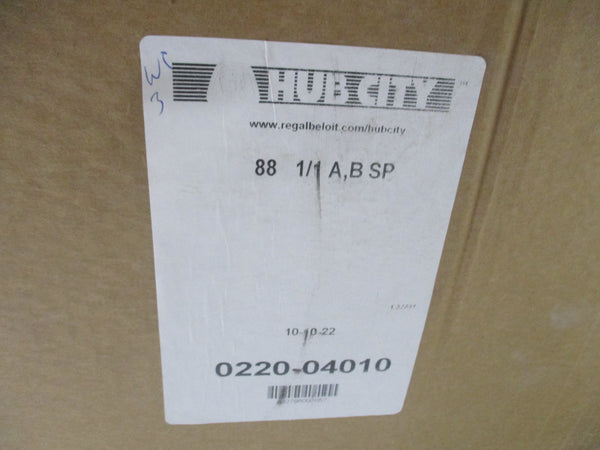 HUB CITY
www.regalbeloit.com/hubcity
88 1/1 A,B SP
10-10-22
0220-04010